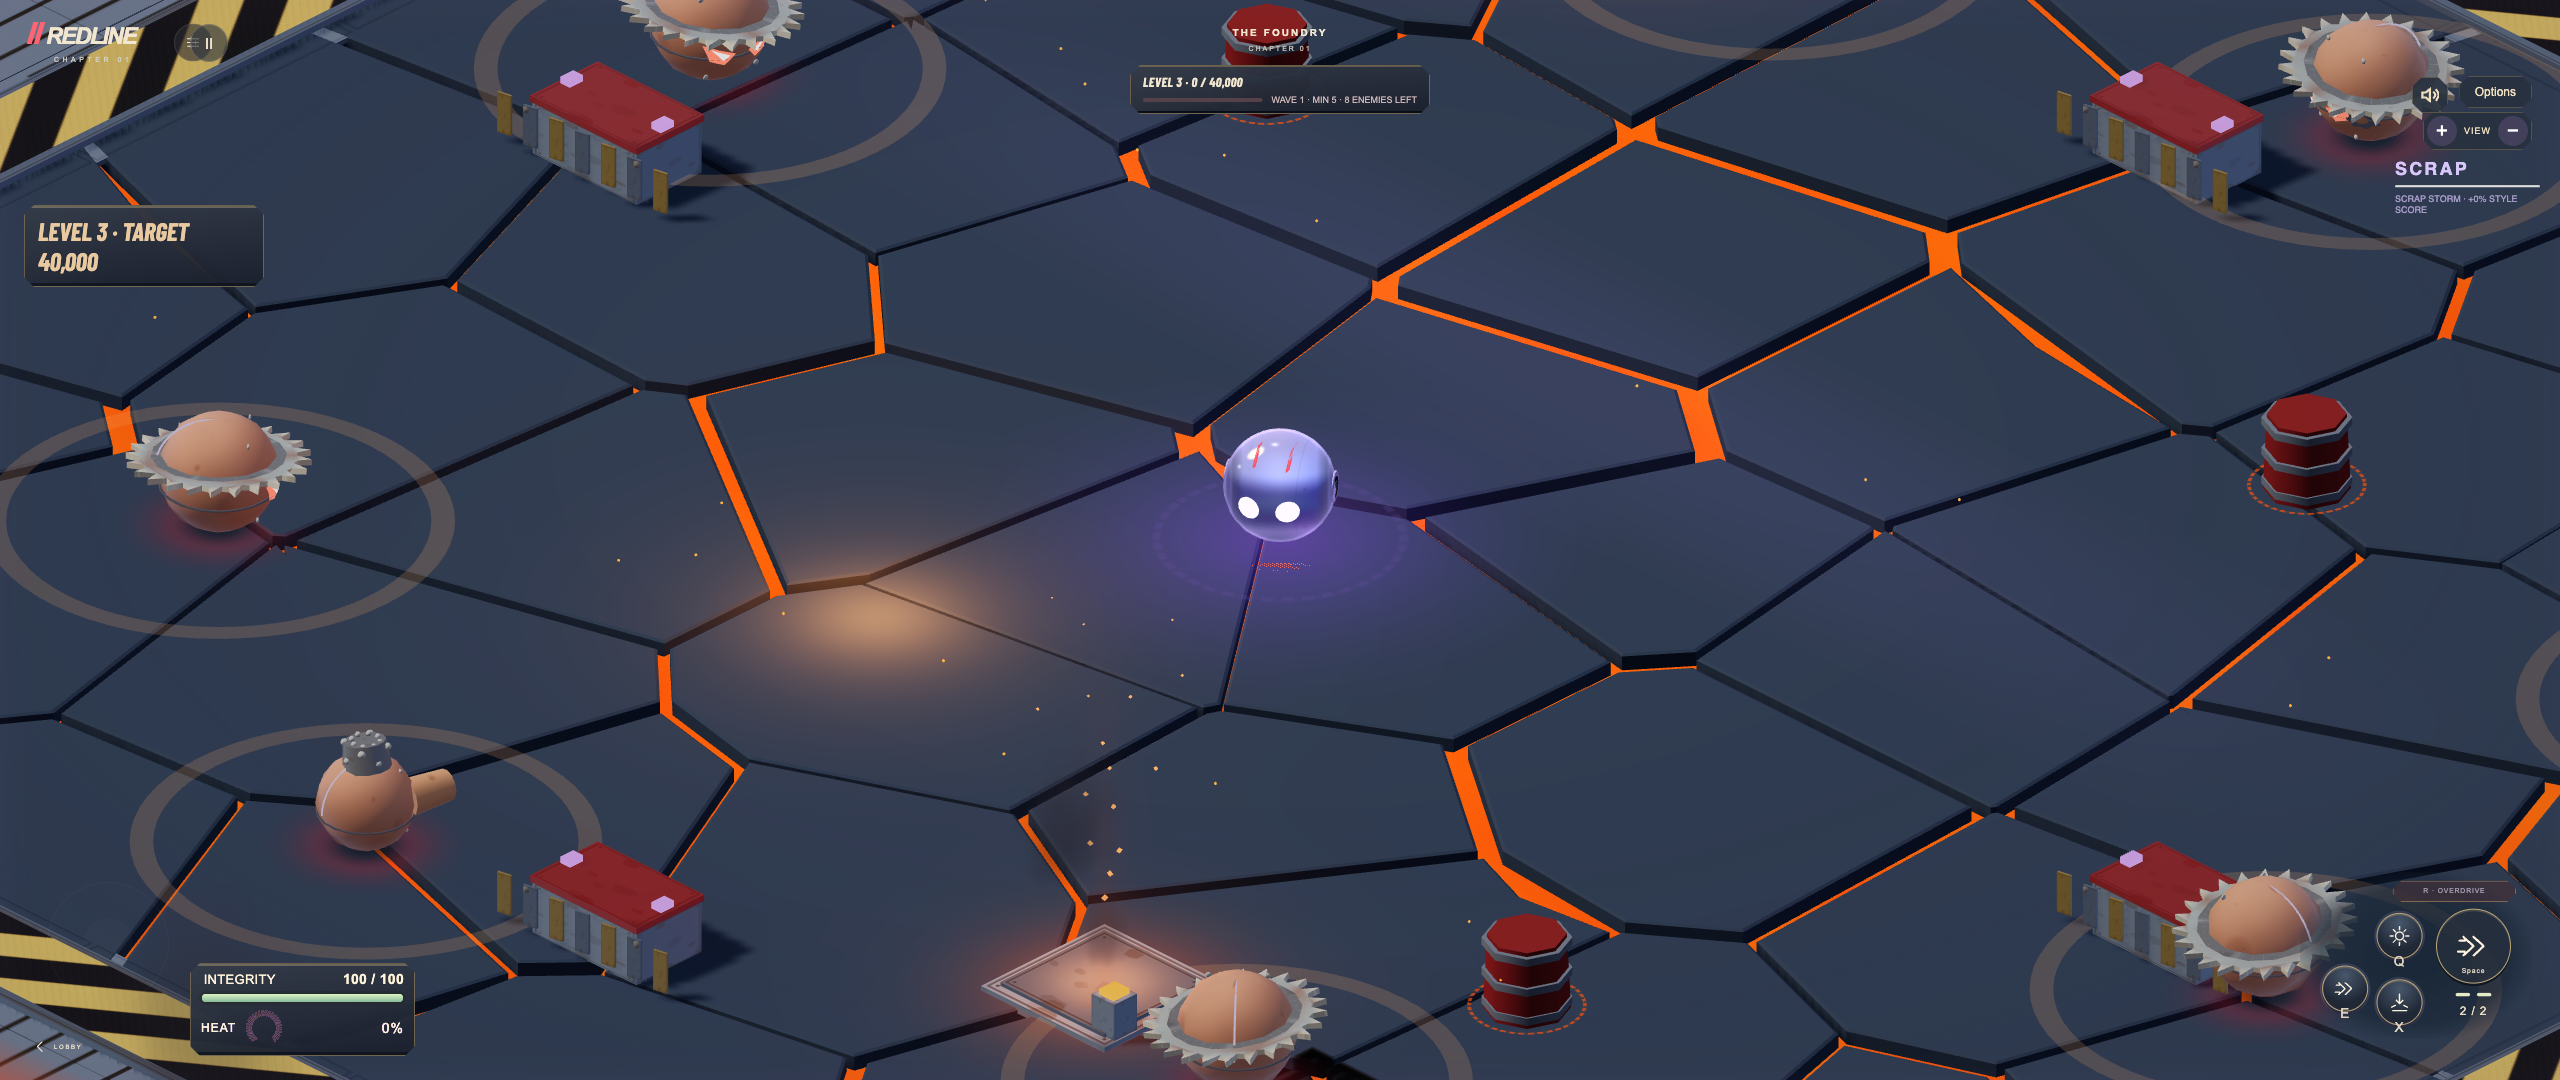 REDLINE
CHAPTER 01
THE FOUNDRY
CHAPTER 01
LEVEL 3 · 0 / 40,000
WAVE 1 · MIN 5 · 8 ENEMIES LEFT
Options
+ VIEW −
SCRAP
SCRAP STORM · +0% STYLE
SCORE
LEVEL 3 · TARGET
40,000
R · OVERDRIVE
Q
Space
E
X
2 / 2
INTEGRITY 100 / 100
HEAT 0%
LOBBY